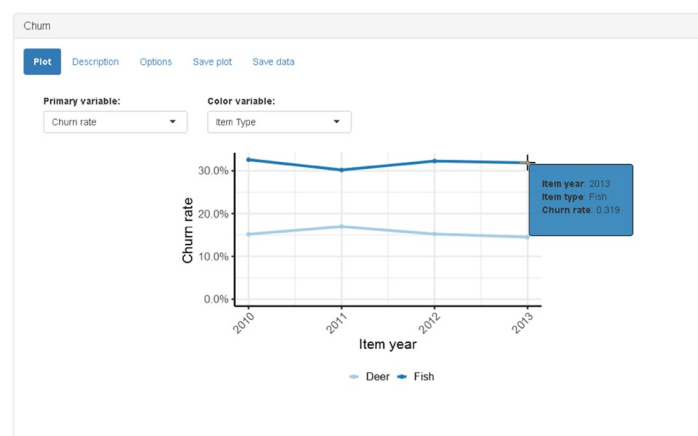 Churn
Plot Description Options Save plot Save data
Primary variable: Color variable:
Churn rate Item Type
30.0%
20.0%
10.0%
0.0%
Churn rate
Item year: 2013
Item type: Fish
Churn rate: 0.319
2010 2011 2012 2013
Item year
Deer Fish